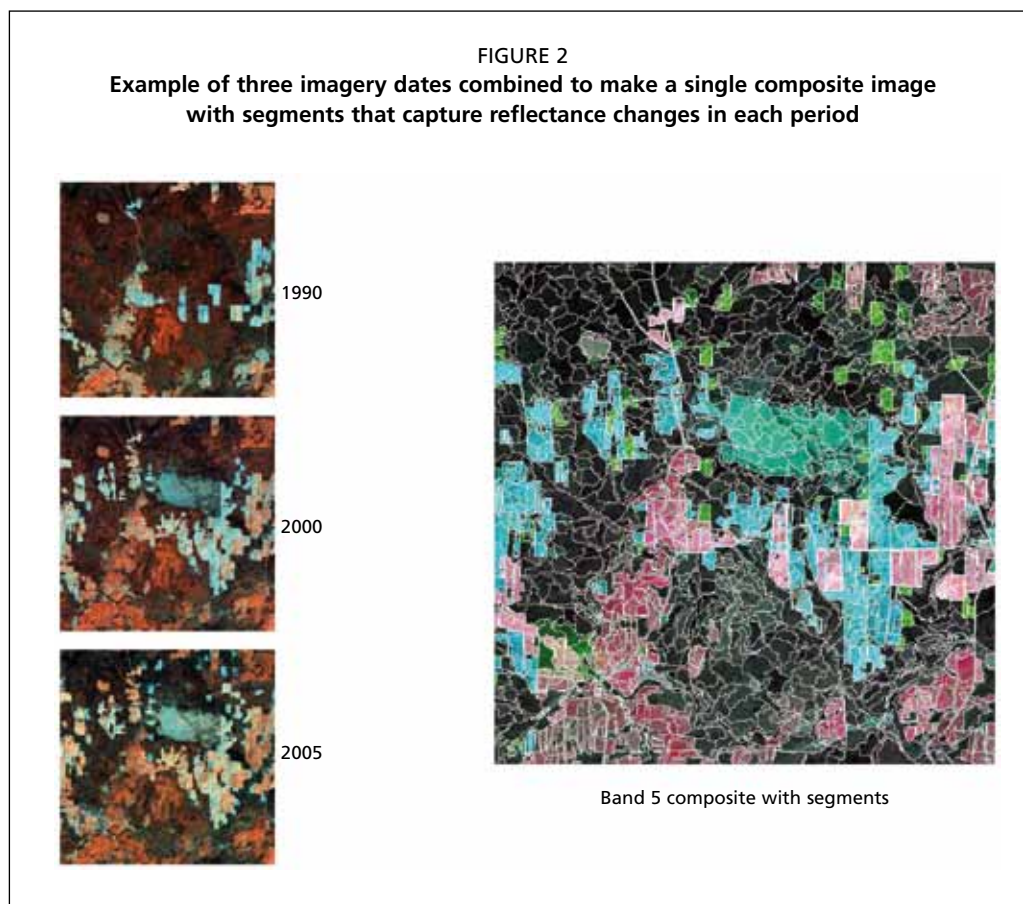 FIGURE 2
Example of three imagery dates combined to make a single composite image
with segments that capture reflectance changes in each period
1990
2000
2005
Band 5 composite with segments